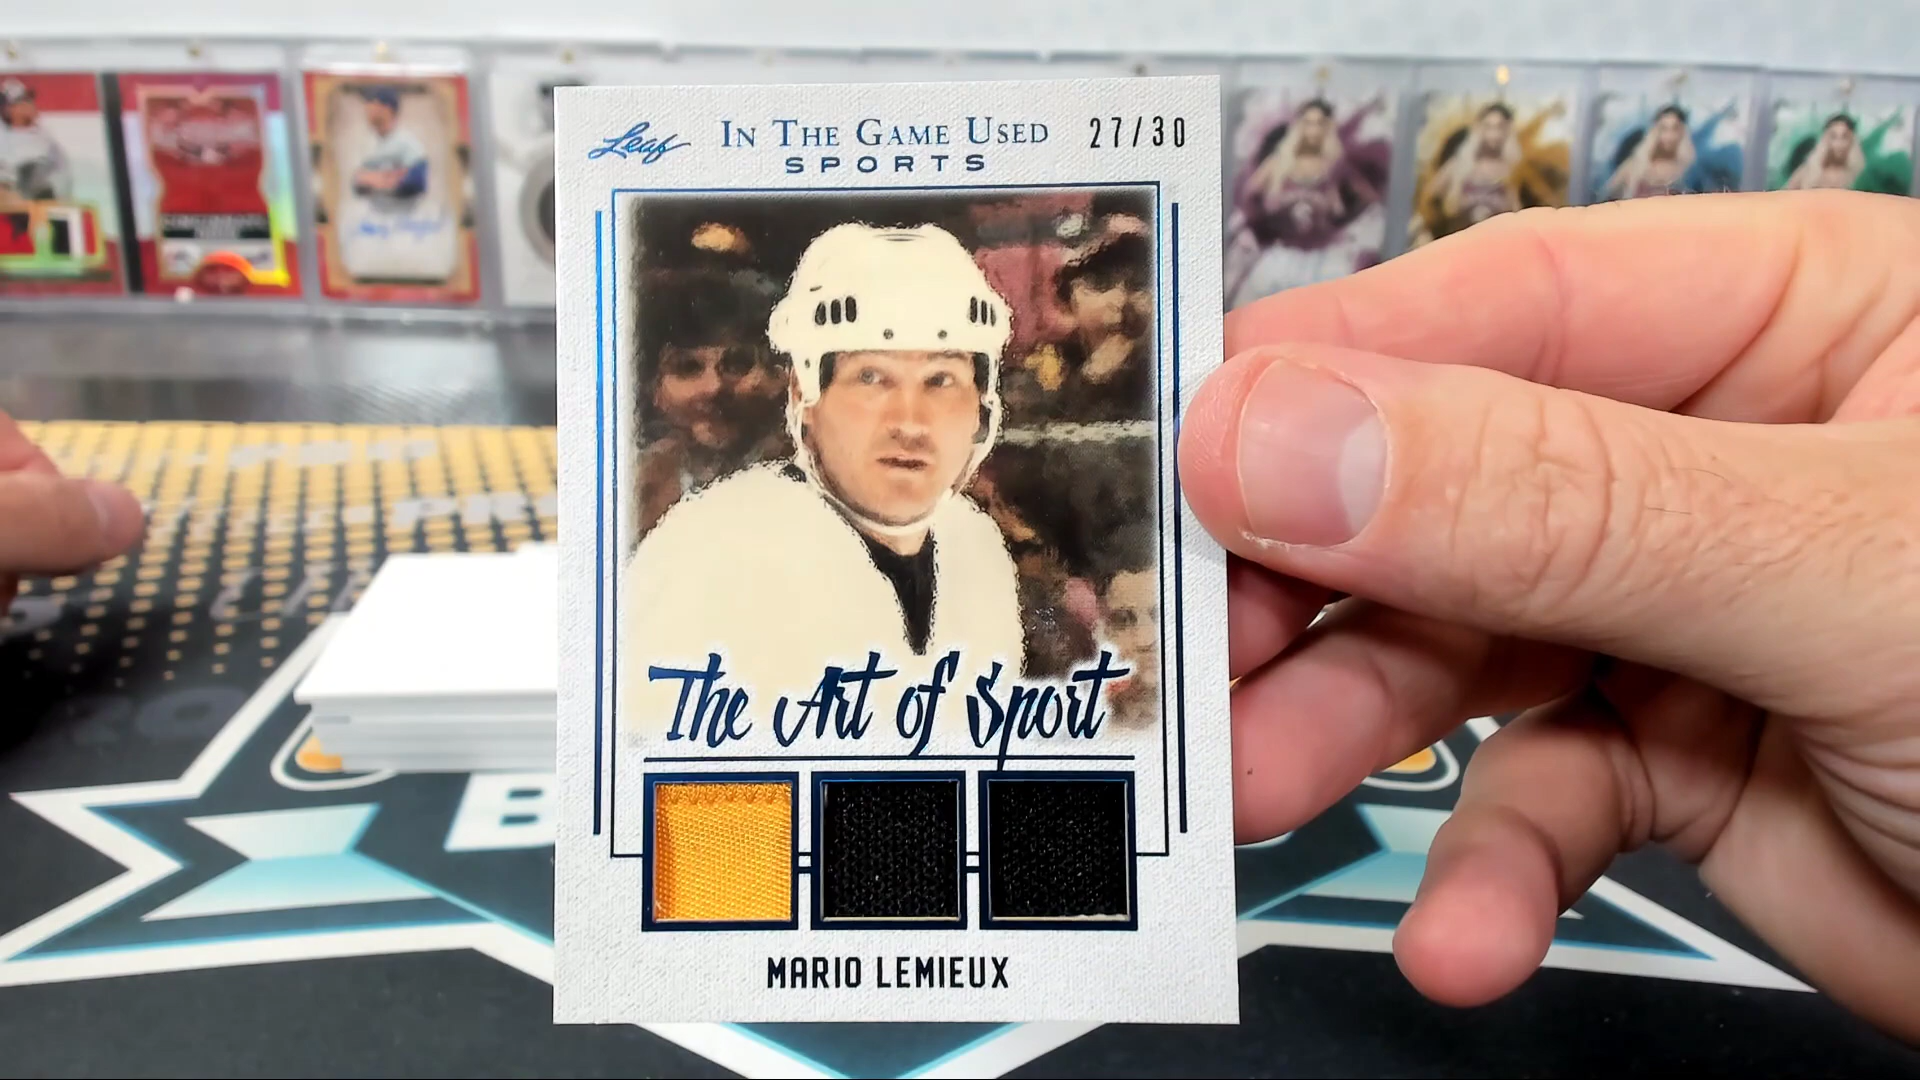 Leaf
IN THE GAME USED
SPORTS
27/30
The Art of Sport
MARIO LEMIEUX